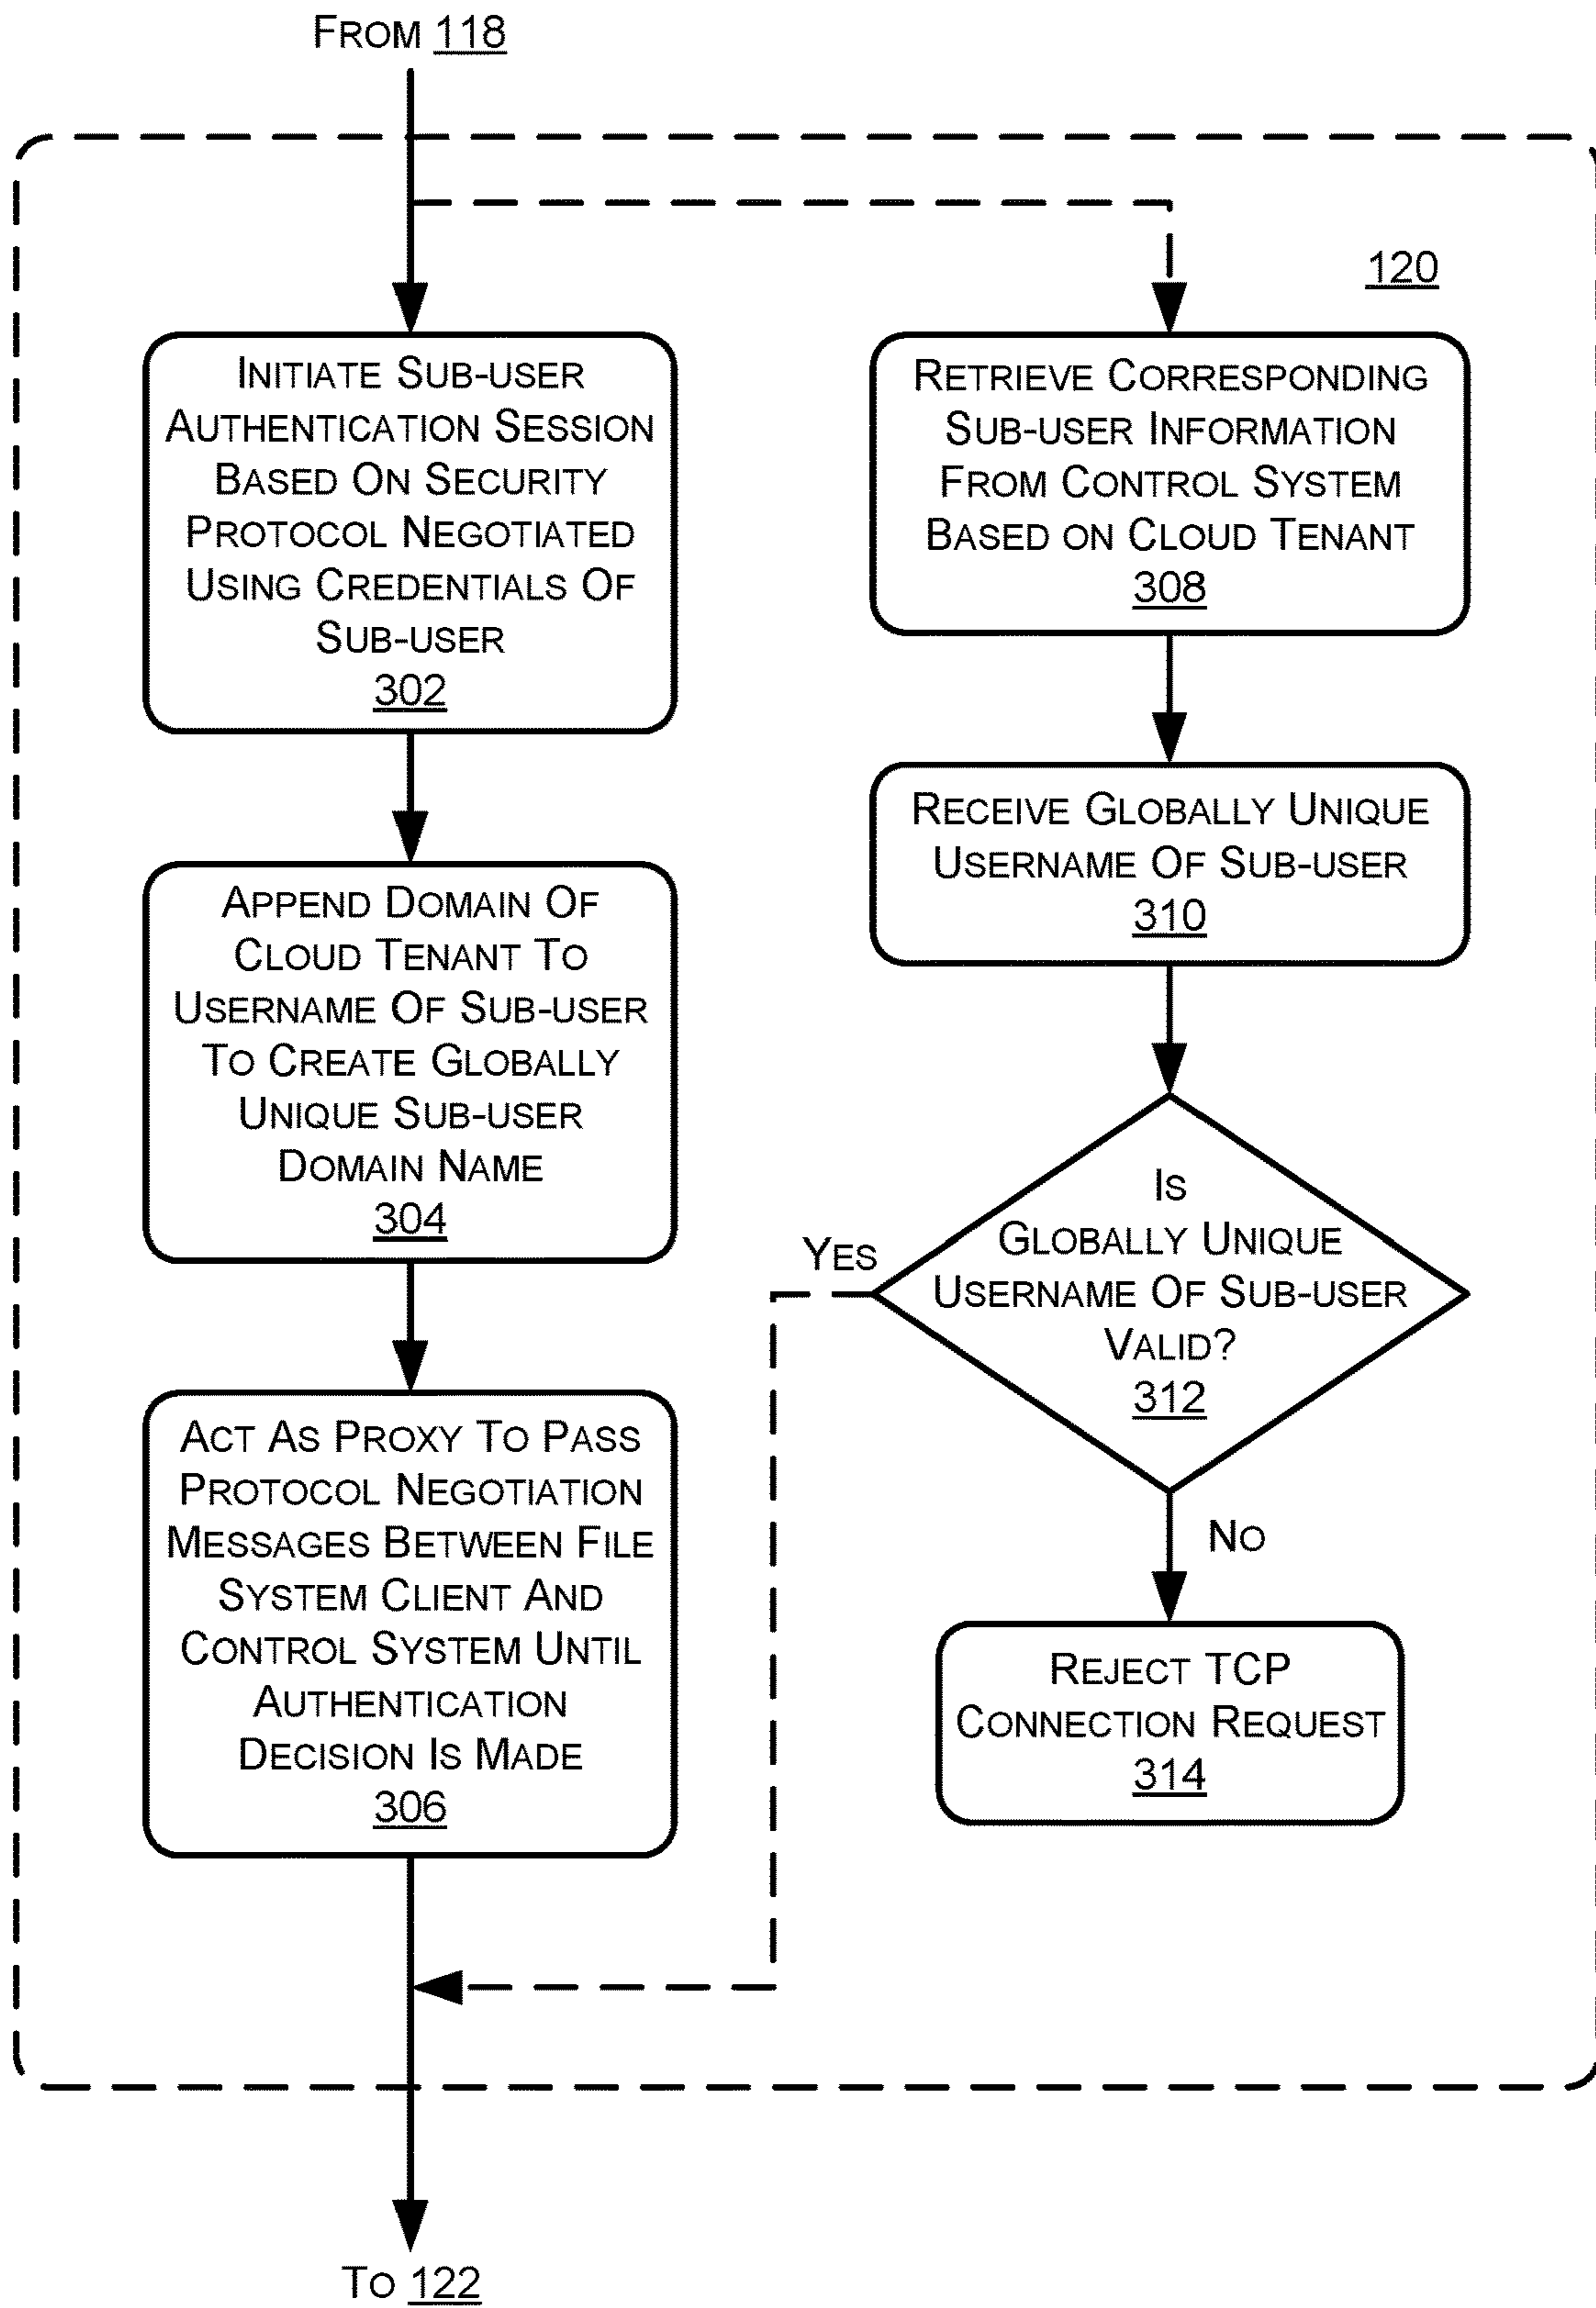 FROM 118
120
INITIATE SUB-USER
AUTHENTICATION SESSION
BASED ON SECURITY
PROTOCOL NEGOTIATED
USING CREDENTIALS OF
SUB-USER
302
APPEND DOMAIN OF
CLOUD TENANT TO
USERNAME OF SUB-USER
TO CREATE GLOBALLY
UNIQUE SUB-USER
DOMAIN NAME
304
ACT AS PROXY TO PASS
PROTOCOL NEGOTIATION
MESSAGES BETWEEN FILE
SYSTEM CLIENT AND
CONTROL SYSTEM UNTIL
AUTHENTICATION
DECISION IS MADE
306
RETRIEVE CORRESPONDING
SUB-USER INFORMATION
FROM CONTROL SYSTEM
BASED ON CLOUD TENANT
308
RECEIVE GLOBALLY UNIQUE
USERNAME OF SUB-USER
310
IS
GLOBALLY UNIQUE
USERNAME OF SUB-USER
VALID?
312
YES
NO
REJECT TCP
CONNECTION REQUEST
314
TO 122